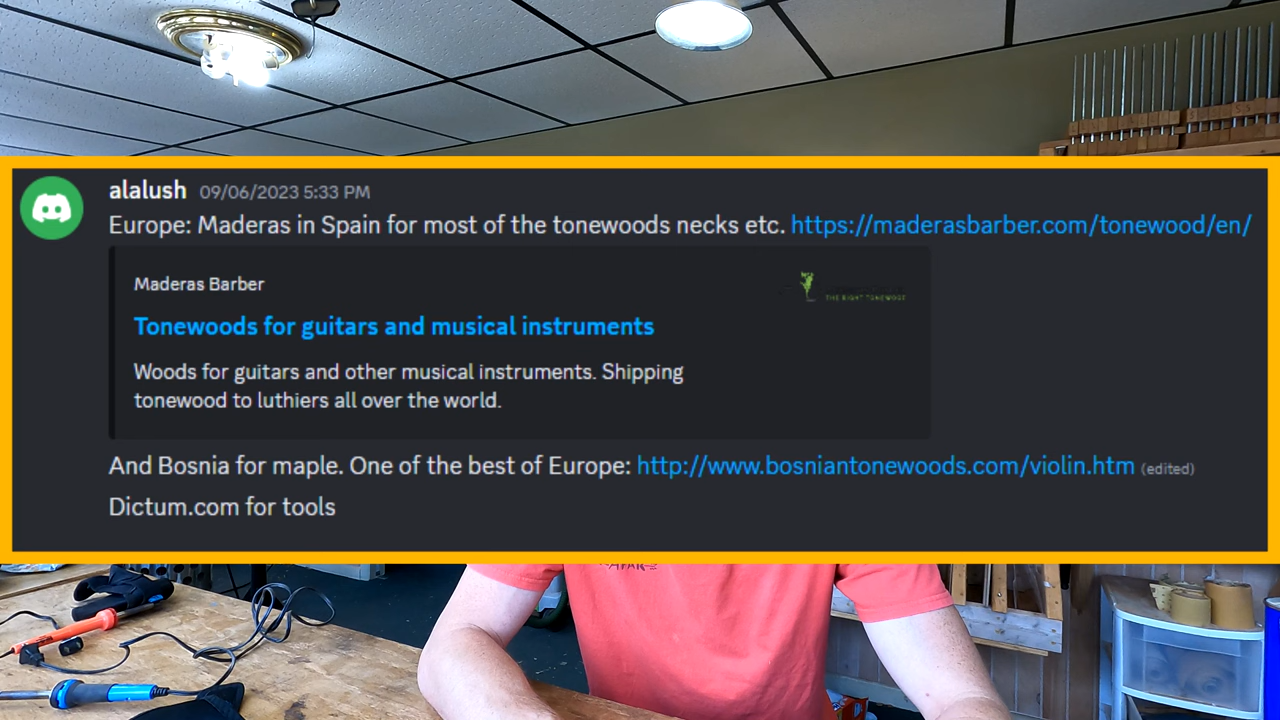 alalush 09/06/2023 5:33 PM
Europe: Maderas in Spain for most of the tonewoods necks etc. https://maderasbarber.com/tonewood/en/
Maderas Barber
THE RIGHT TONEWOOD
Tonewoods for guitars and musical instruments
Woods for guitars and other musical instruments. Shipping
tonewood to luthiers all over the world.
And Bosnia for maple. One of the best of Europe: http://www.bosniantonewoods.com/violin.htm (edited)
Dictum.com for tools